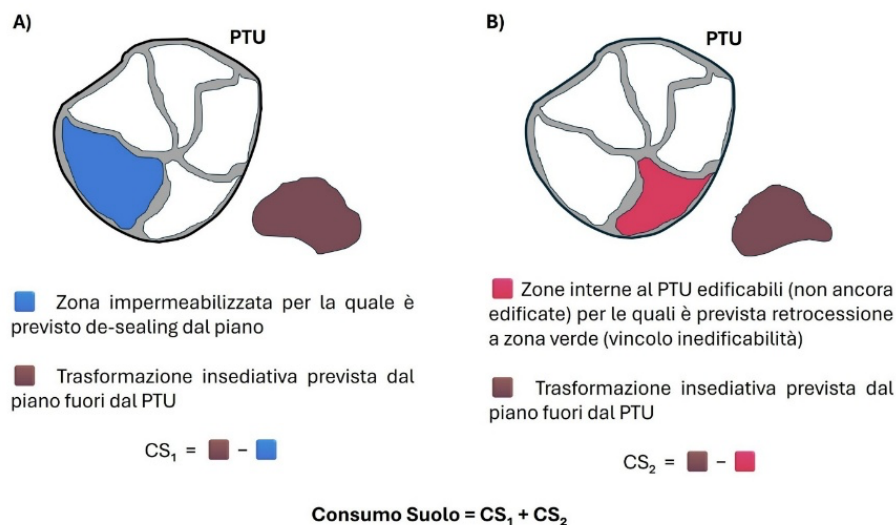 A)
PTU
Zona impermeabilizzata per la quale è
previsto de-sealing dal piano
Trasformazione insediativa prevista dal
piano fuori dal PTU
CS₁ = –
B)
PTU
Zone interne al PTU edificabili (non ancora
edificate) per le quali è prevista retrocessione
a zona verde (vincolo inedificabilità)
Trasformazione insediativa prevista dal
piano fuori dal PTU
CS₂ = –
Consumo Suolo = CS₁ + CS₂